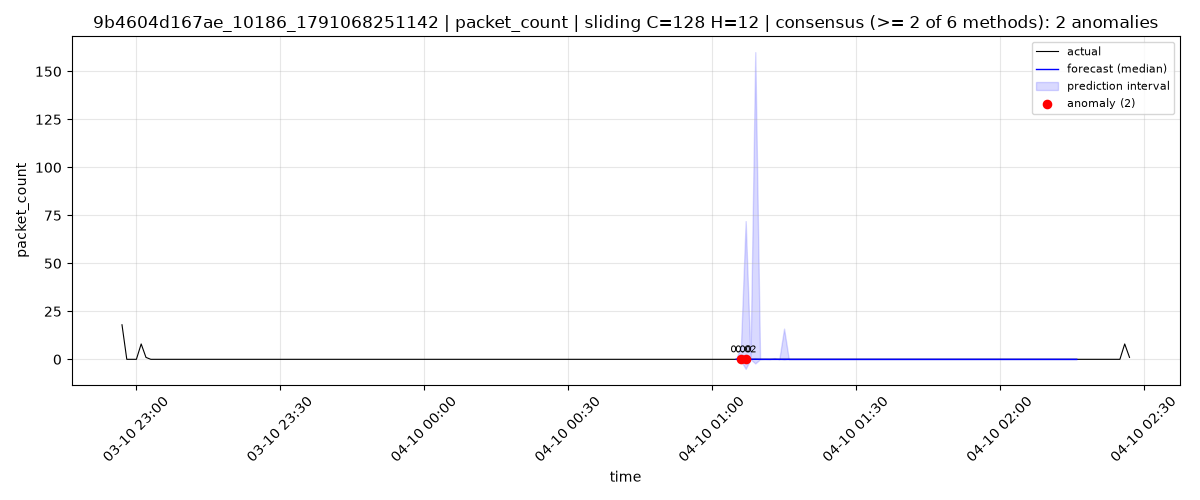 9b4604d167ae_10186_1791068251142 | packet_count | sliding C=128 H=12 | consensus (>= 2 of 6 methods): 2 anomalies
actual
forecast (median)
prediction interval
anomaly (2)
packet_count
150
125
100
75
50
25
0
03-10 23:00
03-10 23:30
04-10 00:00
04-10 00:30
04-10 01:00
04-10 01:30
04-10 02:00
04-10 02:30
time